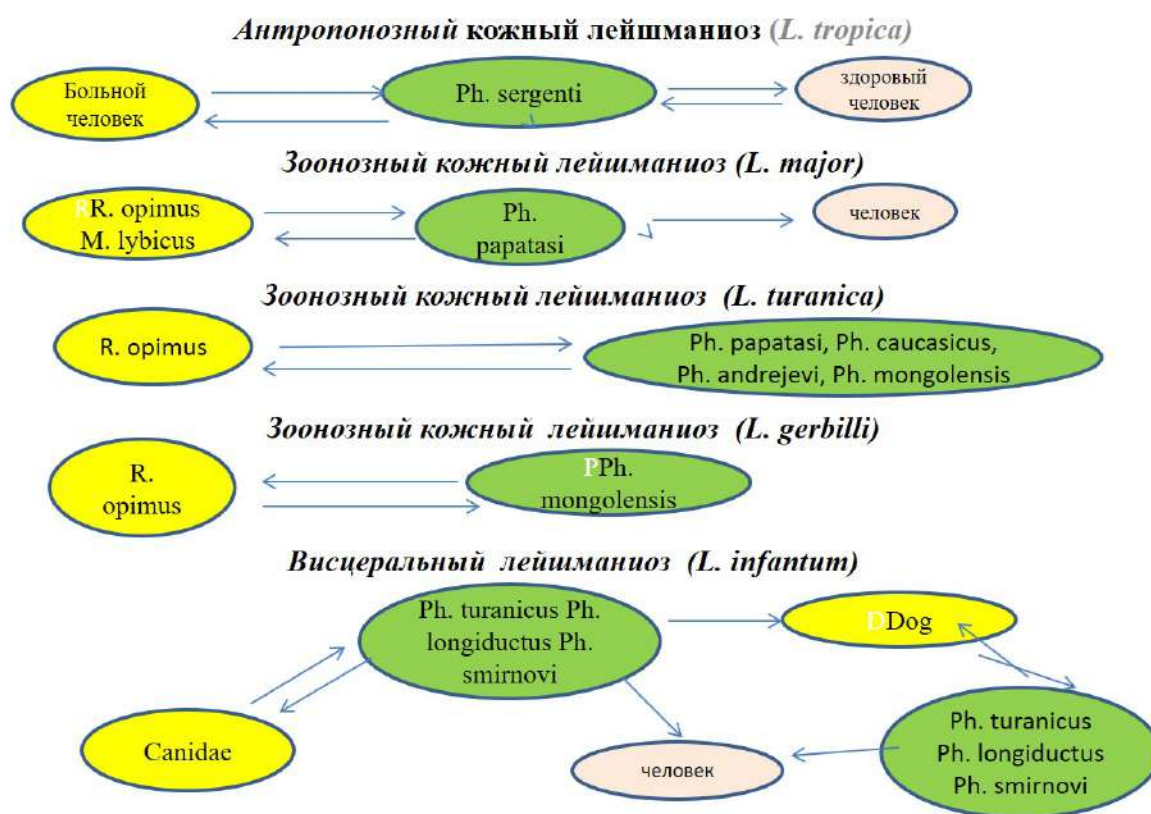 Антропонозный кожный лейшманиоз (L. tropica)
Больной
человек
Ph. sergenti
здоровый
человек
Зоонозный кожный лейшманиоз (L. major)
RR. opimus
M. lybicus
Ph.
papatasi
человек
Зоонозный кожный лейшманиоз (L. turanica)
R. opimus
Ph. papatasi, Ph. caucasicus,
Ph. andrejevi, Ph. mongolensis
Зоонозный кожный лейшманиоз (L. gerbilli)
R.
opimus
PPh.
mongolensis
Висцеральный лейшманиоз (L. infantum)
Ph. turanicus Ph.
longiductus Ph.
smirnovi
DDog
Canidae
человек
Ph. turanicus
Ph. longiductus
Ph. smirnovi